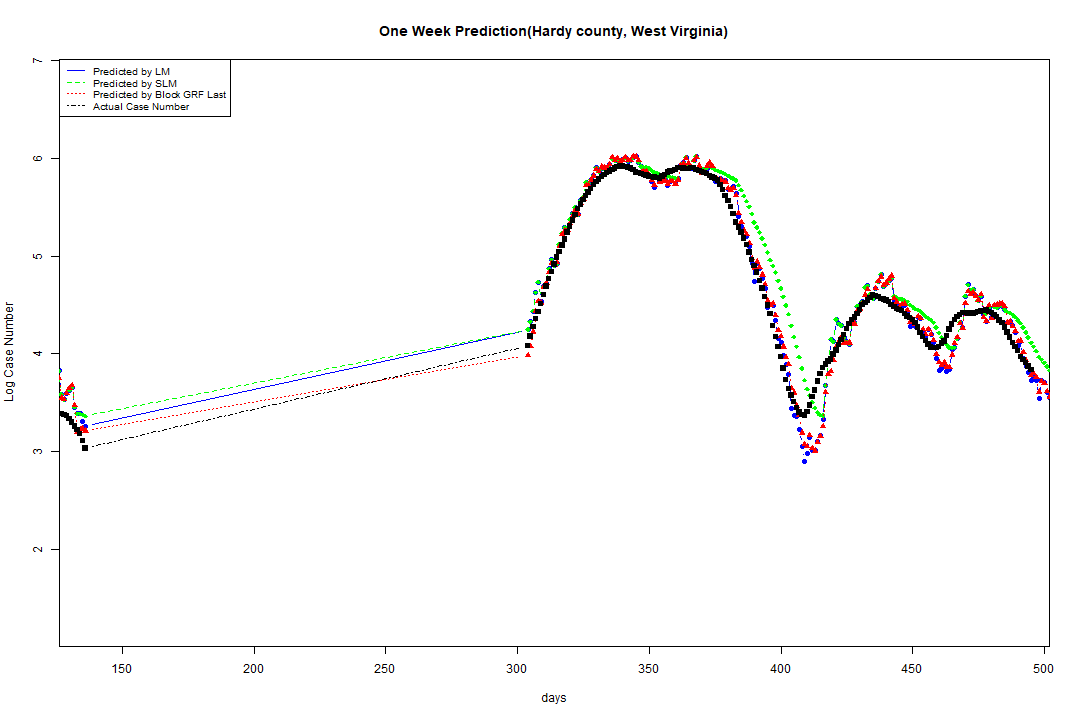 One Week Prediction(Hardy county, West Virginia)
Predicted by LM
Predicted by SLM
Predicted by Block GRF Last
Actual Case Number
7
6
5
4
3
2
Log Case Number
150 200 250 300 350 400 450 500
days